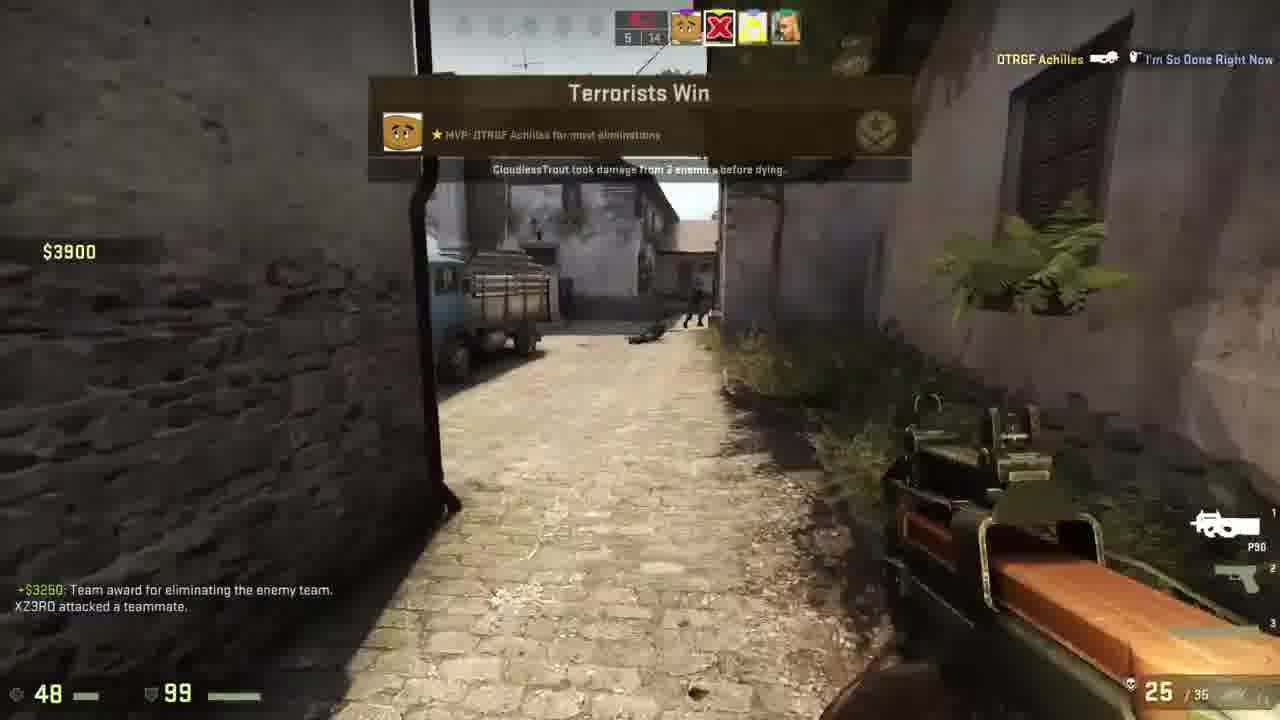 5 | 14
OTRGF Achilles I'm So Done Right Now
Terrorists Win
MVP: OTRGF Achilles for most eliminations
CloudlessTrout took damage from 2 enemies before dying.
$3900
1
P90
2
3
+$3250: Team award for eliminating the enemy team.
XZ3RO attacked a teammate.
48
99
25 / 35